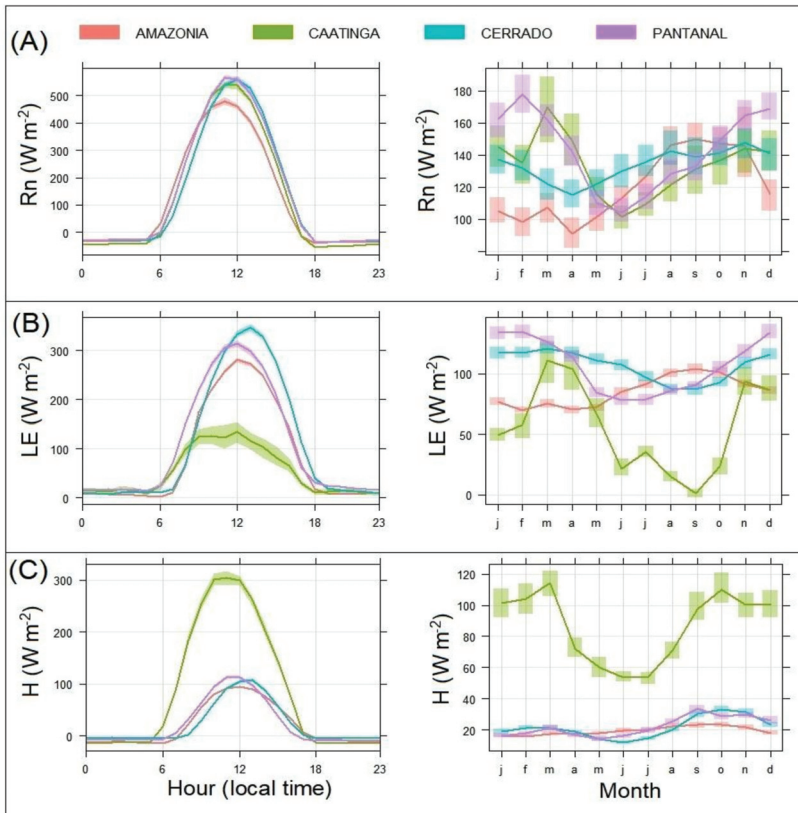 (A)
AMAZONIA CAATINGA CERRADO PANTANAL
Rn (W m-2)
500
400
300
200
100
0
0 6 12 18 23
Rn (W m-2)
180
160
140
120
100
j f m a m j j a s o n d
(B)
LE (W m-2)
300
200
100
0
0 6 12 18 23
LE (W m-2)
100
50
0
j f m a m j j a s o n d
(C)
H (W m-2)
300
200
100
0
0 6 12 18 23
Hour (local time)
H (W m-2)
120
100
80
60
40
20
j f m a m j j a s o n d
Month